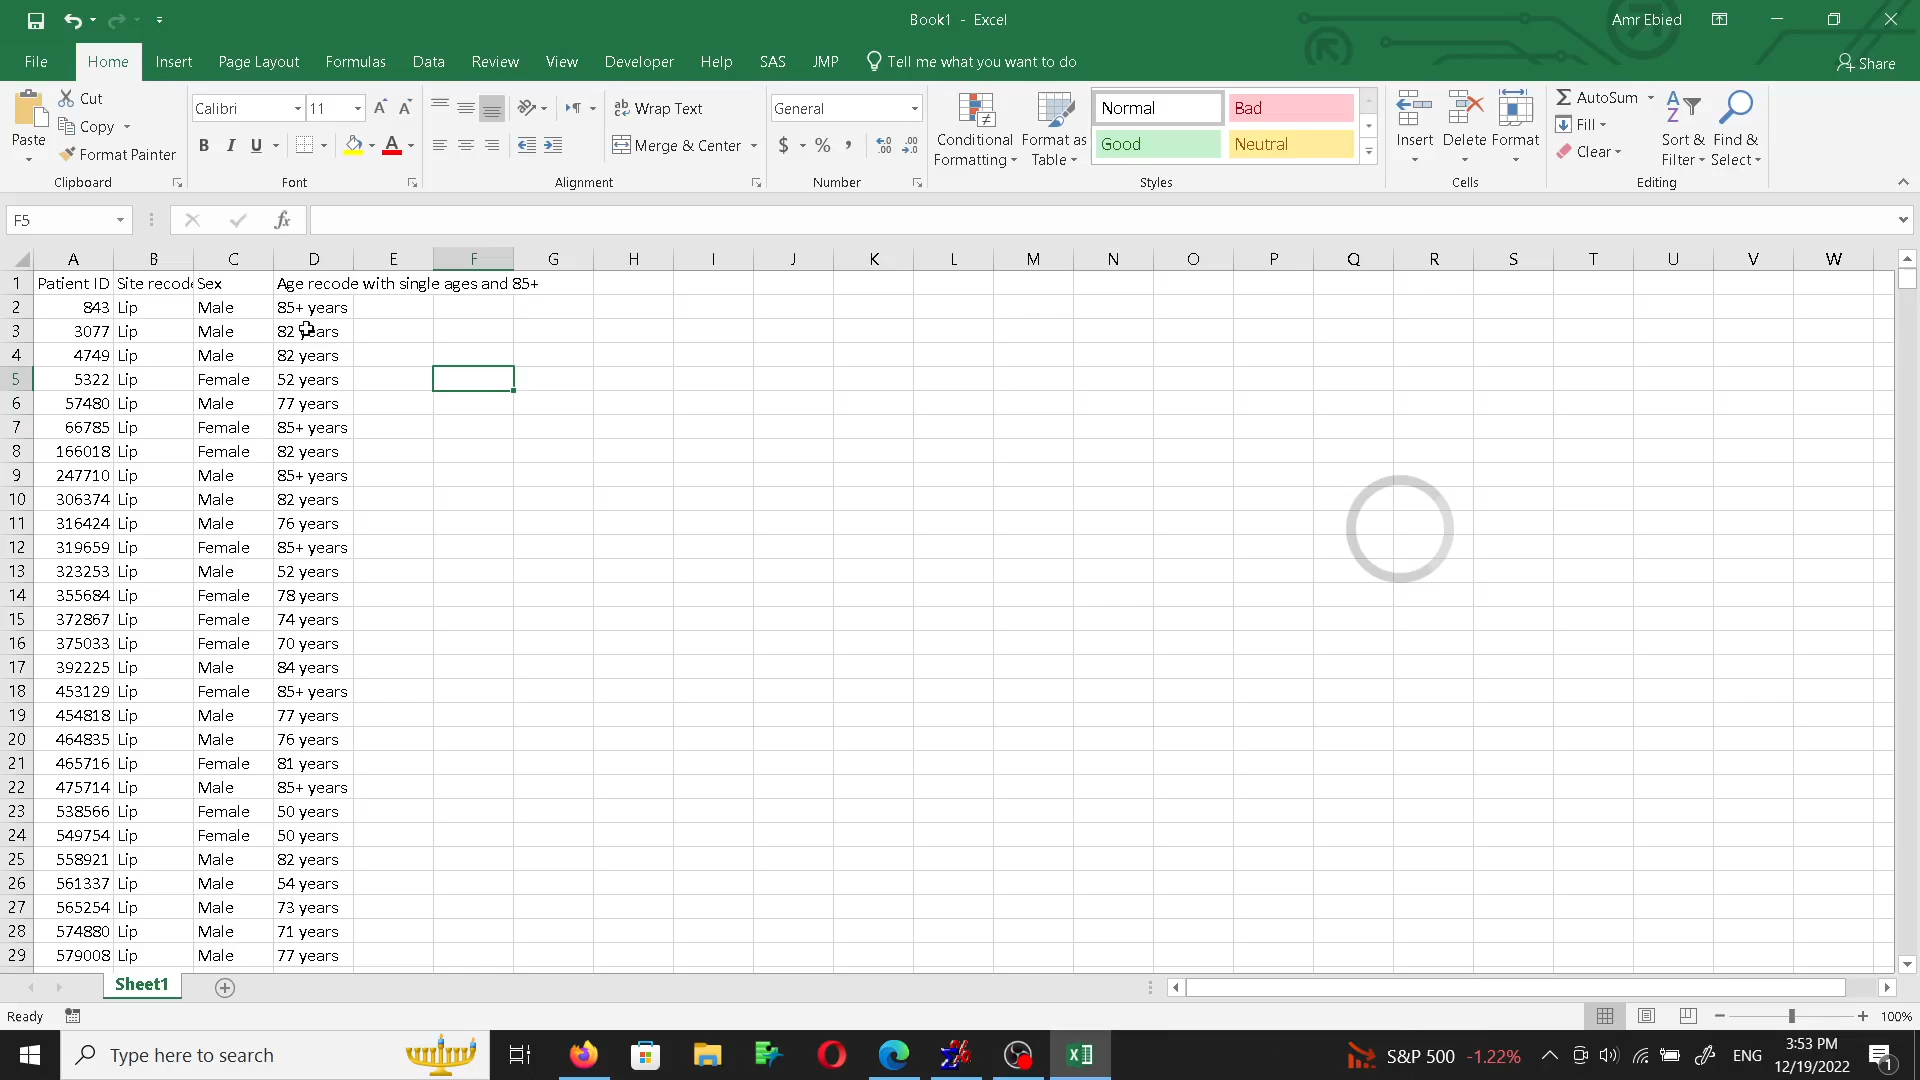 Book1 - Excel
Amr Ebied
File Home Insert Page Layout Formulas Data Review View Developer Help SAS JMP Tell me what you want to do
Share
Paste
Cut
Copy
Format Painter
Clipboard
Calibri 11
B I U
Font
Wrap Text
Merge & Center
Alignment
General
$ % ,
Number
Conditional Formatting
Format as Table
Normal Bad
Good Neutral
Styles
Insert Delete Format
Cells
AutoSum
Fill
Clear
Sort & Filter
Find & Select
Editing
F5 fx
A B C D E F G H I J K L M N O P Q R S T U V W
1 Patient ID Site recode Sex Age recode with single ages and 85+
2 843 Lip Male 85+ years
3 3077 Lip Male 82 years
4 4749 Lip Male 82 years
5 5322 Lip Female 52 years
6 57480 Lip Male 77 years
7 66785 Lip Female 85+ years
8 166018 Lip Female 82 years
9 247710 Lip Male 85+ years
10 306374 Lip Male 82 years
11 316424 Lip Male 76 years
12 319659 Lip Female 85+ years
13 323253 Lip Male 52 years
14 355684 Lip Female 78 years
15 372867 Lip Female 74 years
16 375033 Lip Female 70 years
17 392225 Lip Male 84 years
18 453129 Lip Female 85+ years
19 454818 Lip Male 77 years
20 464835 Lip Male 76 years
21 465716 Lip Female 81 years
22 475714 Lip Male 85+ years
23 538566 Lip Female 50 years
24 549754 Lip Female 50 years
25 558921 Lip Male 82 years
26 561337 Lip Male 54 years
27 565254 Lip Male 73 years
28 574880 Lip Male 71 years
29 579008 Lip Male 77 years
Sheet1
Ready
100%
Type here to search
S&P 500 -1.22%
ENG
3:53 PM
12/19/2022
1